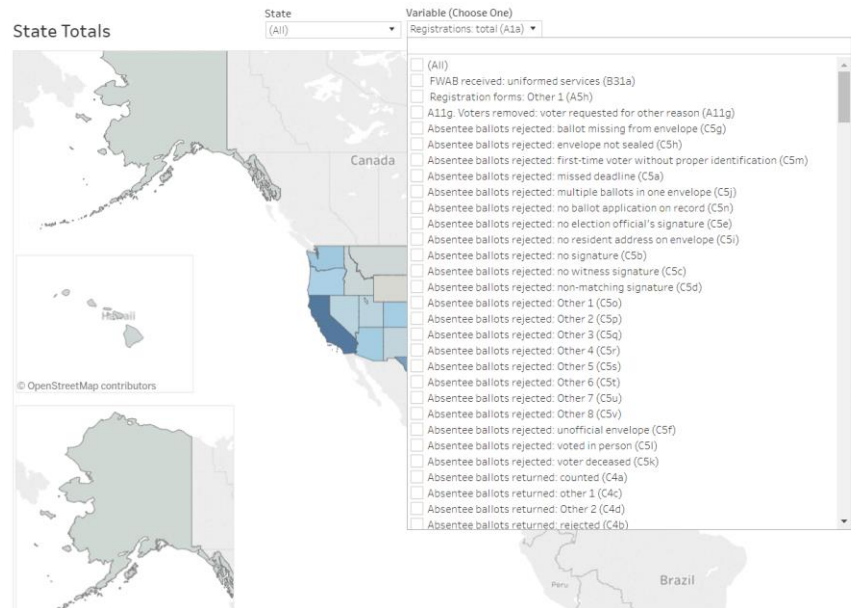 State Totals
State
(All)
Variable (Choose One)
Registrations: total (A1a)
(All)
FWAB received: uniformed services (B31a)
Registration forms: Other 1 (A5h)
A11g. Voters removed: voter requested for other reason (A11g)
Absentee ballots rejected: ballot missing from envelope (C5g)
Absentee ballots rejected: envelope not sealed (C5h)
Absentee ballots rejected: first-time voter without proper identification (C5m)
Absentee ballots rejected: missed deadline (C5a)
Absentee ballots rejected: multiple ballots in one envelope (C5j)
Absentee ballots rejected: no ballot application on record (C5n)
Absentee ballots rejected: no election official's signature (C5e)
Absentee ballots rejected: no resident address on envelope (C5i)
Absentee ballots rejected: no signature (C5b)
Absentee ballots rejected: no witness signature (C5c)
Absentee ballots rejected: non-matching signature (C5d)
Absentee ballots rejected: Other 1 (C5o)
Absentee ballots rejected: Other 2 (C5p)
Absentee ballots rejected: Other 3 (C5q)
Absentee ballots rejected: Other 4 (C5r)
Absentee ballots rejected: Other 5 (C5s)
Absentee ballots rejected: Other 6 (C5t)
Absentee ballots rejected: Other 7 (C5u)
Absentee ballots rejected: Other 8 (C5v)
Absentee ballots rejected: unofficial envelope (C5f)
Absentee ballots rejected: voted in person (C5l)
Absentee ballots rejected: voter deceased (C5k)
Absentee ballots returned: counted (C4a)
Absentee ballots returned: other 1 (C4c)
Absentee ballots returned: Other 2 (C4d)
Absentee ballots returned: rejected (C4b)
Canada
Hawaii
© OpenStreetMap contributors
Peru
Brazil